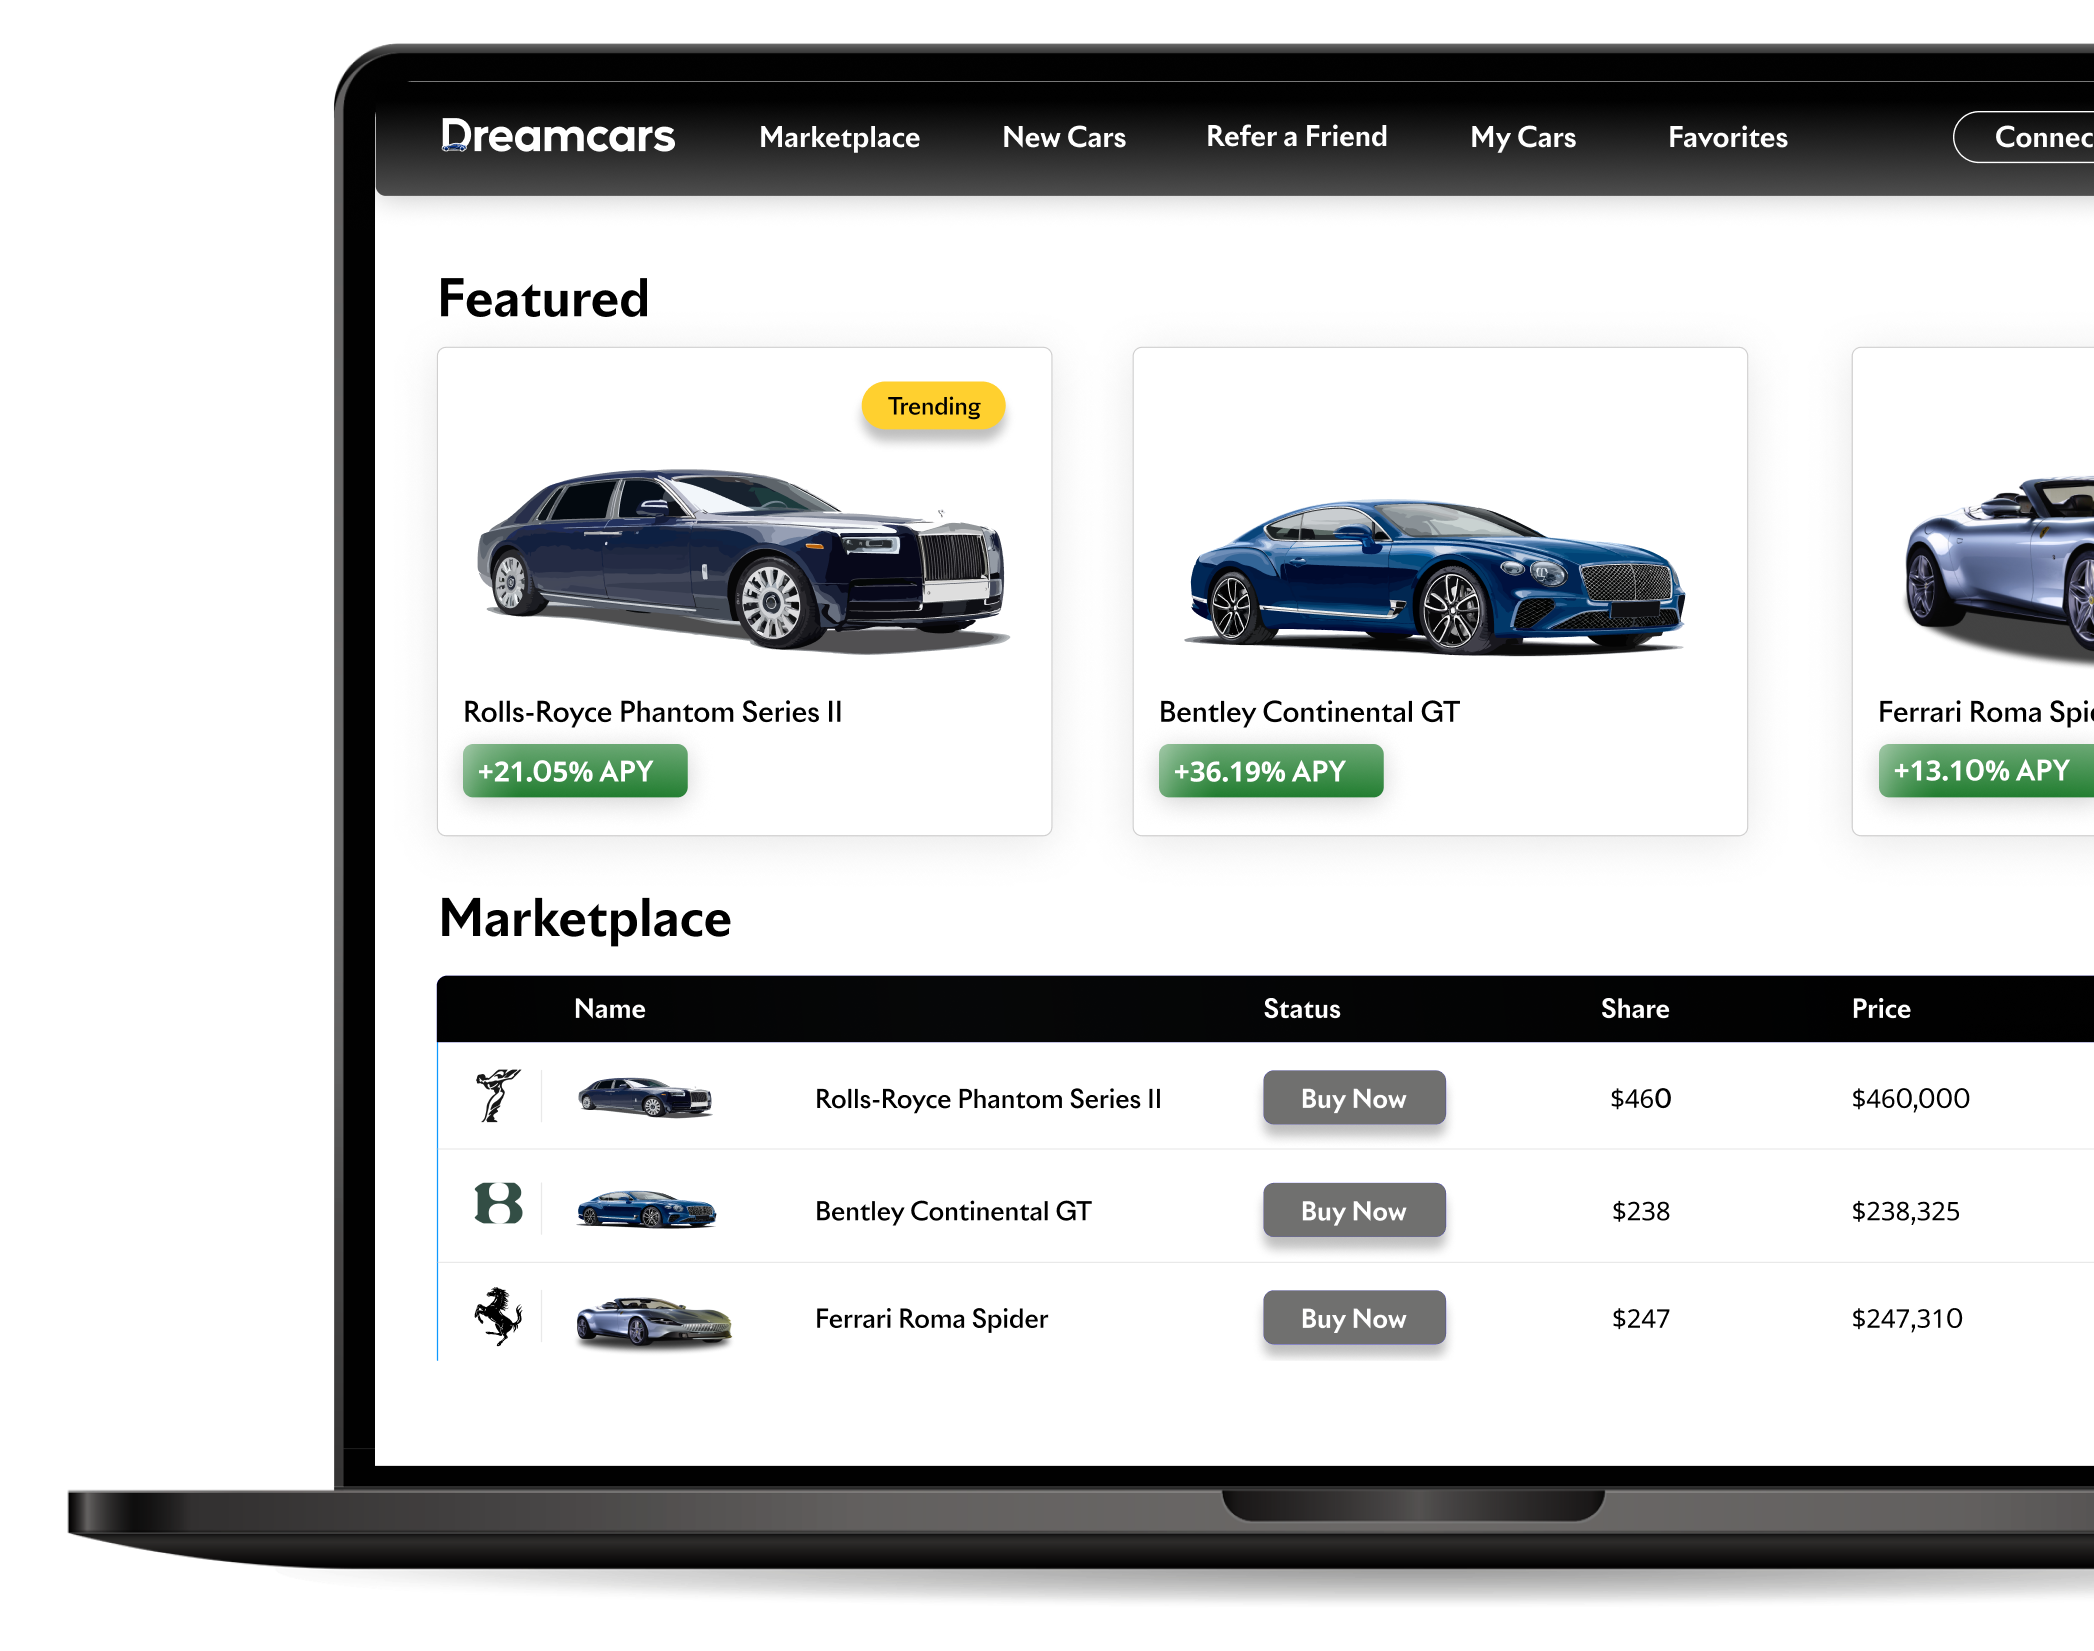 Dreamcars Marketplace New Cars Refer a Friend My Cars Favorites Connec
Featured
Trending
Rolls-Royce Phantom Series II
+21.05% APY
Bentley Continental GT
+36.19% APY
Ferrari Roma Spi
+13.10% APY
Marketplace
Name Status Share Price
Rolls-Royce Phantom Series II Buy Now $460 $460,000
B Bentley Continental GT Buy Now $238 $238,325
Ferrari Roma Spider Buy Now $247 $247,310